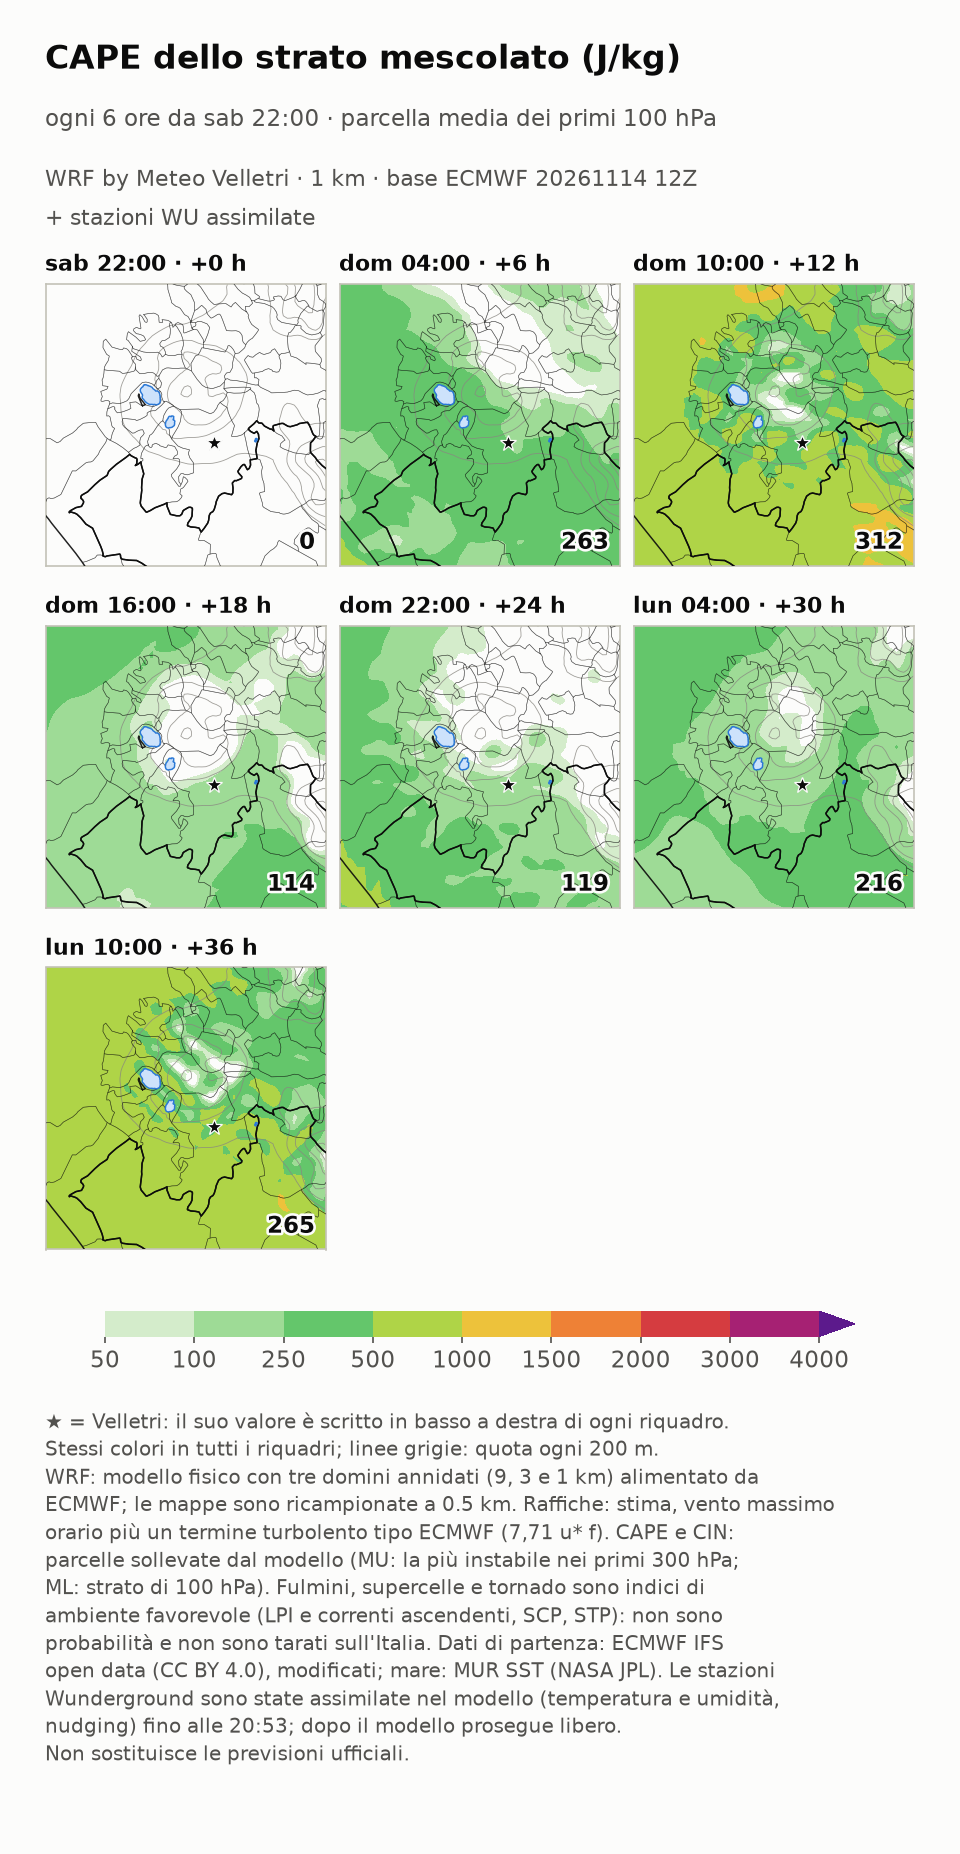 CAPE dello strato mescolato (J/kg)
ogni 6 ore da sab 22:00 · parcella media dei primi 100 hPa
WRF by Meteo Velletri · 1 km · base ECMWF 20261114 12Z
+ stazioni WU assimilate
sab 22:00 · +0 h
dom 04:00 · +6 h
dom 10:00 · +12 h
0
263
312
dom 16:00 · +18 h
dom 22:00 · +24 h
lun 04:00 · +30 h
114
119
216
lun 10:00 · +36 h
265
50 100 250 500 1000 1500 2000 3000 4000
★ = Velletri: il suo valore è scritto in basso a destra di ogni riquadro.
Stessi colori in tutti i riquadri; linee grigie: quota ogni 200 m.
WRF: modello fisico con tre domini annidati (9, 3 e 1 km) alimentato da
ECMWF; le mappe sono ricampionate a 0.5 km. Raffiche: stima, vento massimo
orario più un termine turbolento tipo ECMWF (7,71 u* f). CAPE e CIN:
parcelle sollevate dal modello (MU: la più instabile nei primi 300 hPa;
ML: strato di 100 hPa). Fulmini, supercelle e tornado sono indici di
ambiente favorevole (LPI e correnti ascendenti, SCP, STP): non sono
probabilità e non sono tarati sull'Italia. Dati di partenza: ECMWF IFS
open data (CC BY 4.0), modificati; mare: MUR SST (NASA JPL). Le stazioni
Wunderground sono state assimilate nel modello (temperatura e umidità,
nudging) fino alle 20:53; dopo il modello prosegue libero.
Non sostituisce le previsioni ufficiali.